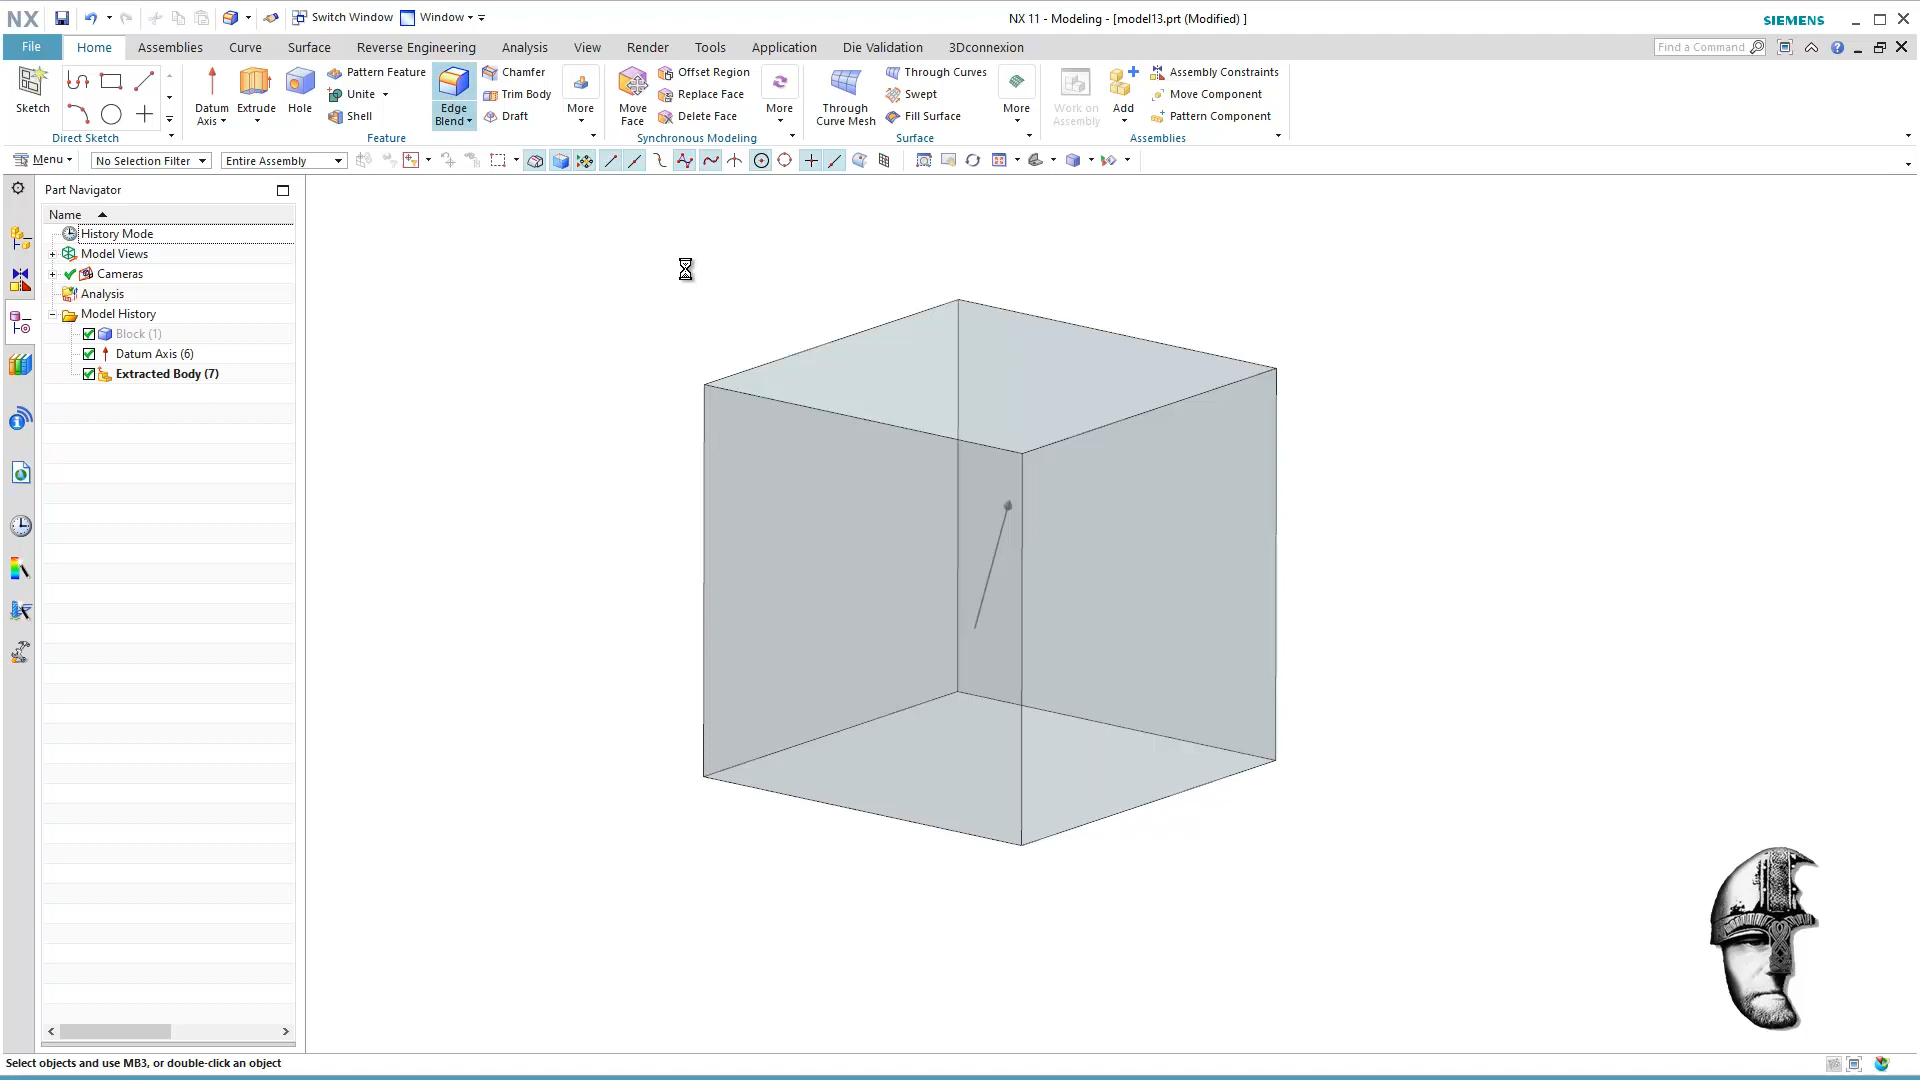 NX
Switch Window
Window
NX 11 - Modeling - [model13.prt (Modified) ]
SIEMENS
File
Home
Assemblies
Curve
Surface
Reverse Engineering
Analysis
View
Render
Tools
Application
Die Validation
3Dconnexion
Find a Command
Sketch
Direct Sketch
Datum
Axis
Extrude
Hole
Pattern Feature
Unite
Shell
Edge
Blend
Chamfer
Trim Body
Draft
More
Feature
Move
Face
Offset Region
Replace Face
Delete Face
More
Synchronous Modeling
Through
Curve Mesh
Through Curves
Swept
Fill Surface
More
Surface
Work on
Assembly
Add
Assembly Constraints
Move Component
Pattern Component
Assemblies
Menu
No Selection Filter
Entire Assembly
Part Navigator
Name
History Mode
Model Views
Cameras
Analysis
Model History
Block (1)
Datum Axis (6)
Extracted Body (7)
Select objects and use MB3, or double-click an object